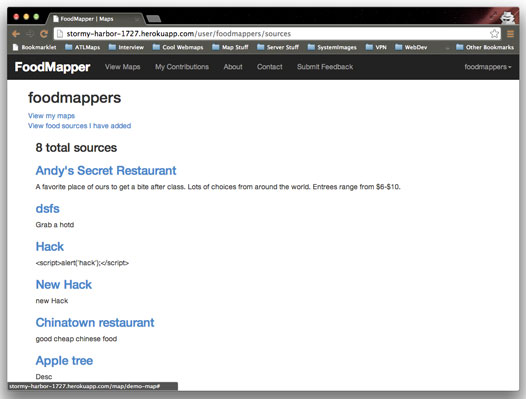 FoodMapper | Maps
stormy-harbor-1727.herokuapp.com/user/foodmappers/sources
Bookmarklet ATLMaps Interview Cool Webmaps Map Stuff Server Stuff SystemImages VPN WebDev » Other Bookmarks
FoodMapper View Maps My Contributions About Contact Submit Feedback foodmappers
foodmappers
View my maps
View food sources I have added
8 total sources
Andy's Secret Restaurant
A favorite place of ours to get a bite after class. Lots of choices from around the world. Entrees range from $6-$10.
dsfs
Grab a hotd
Hack
<script>alert('hack');</script>
New Hack
new Hack
Chinatown restaurant
good cheap chinese food
Apple tree
Desc
stormy-harbor-1727.herokuapp.com/map/demo-map#